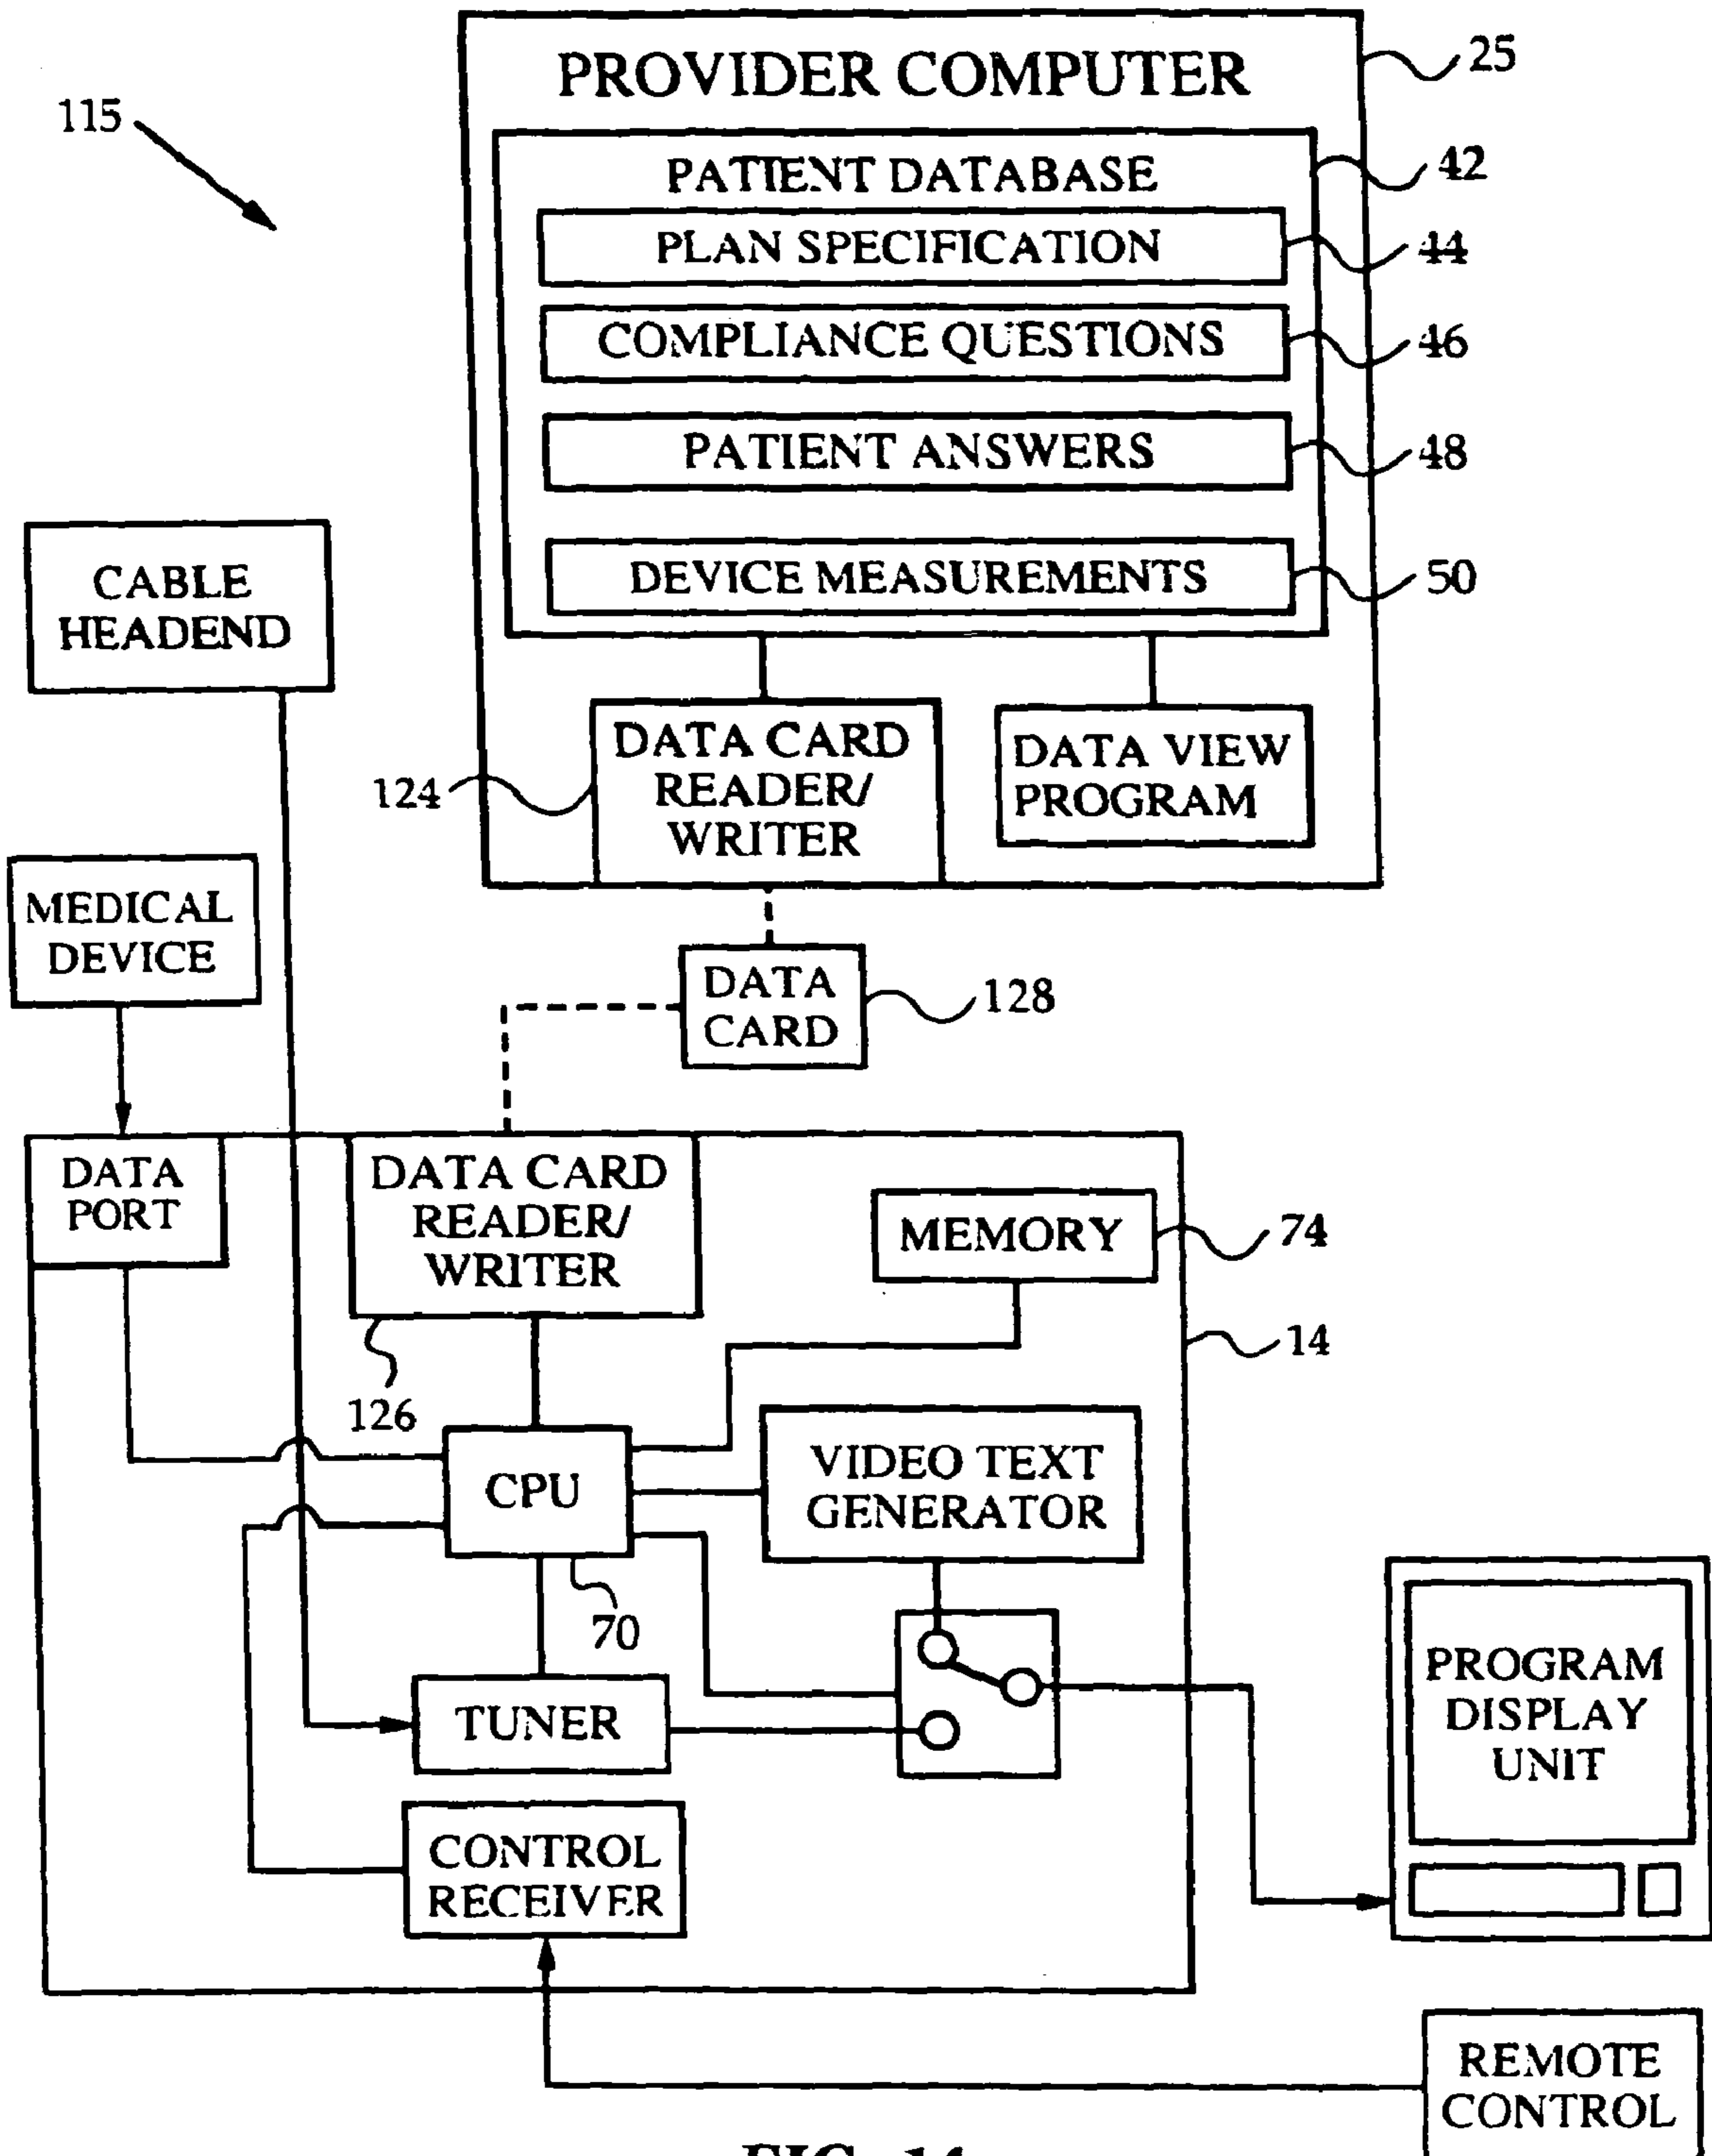 PROVIDER COMPUTER
25
115
PATIENT DATABASE
42
PLAN SPECIFICATION
44
COMPLIANCE QUESTIONS
46
PATIENT ANSWERS
48
DEVICE MEASUREMENTS
50
CABLE
HEADEND
DATA CARD
READER/
WRITER
124
DATA VIEW
PROGRAM
MEDICAL
DEVICE
DATA
CARD
128
DATA
PORT
DATA CARD
READER/
WRITER
126
MEMORY
74
14
CPU
70
VIDEO TEXT
GENERATOR
TUNER
PROGRAM
DISPLAY
UNIT
CONTROL
RECEIVER
REMOTE
CONTROL
FIG.